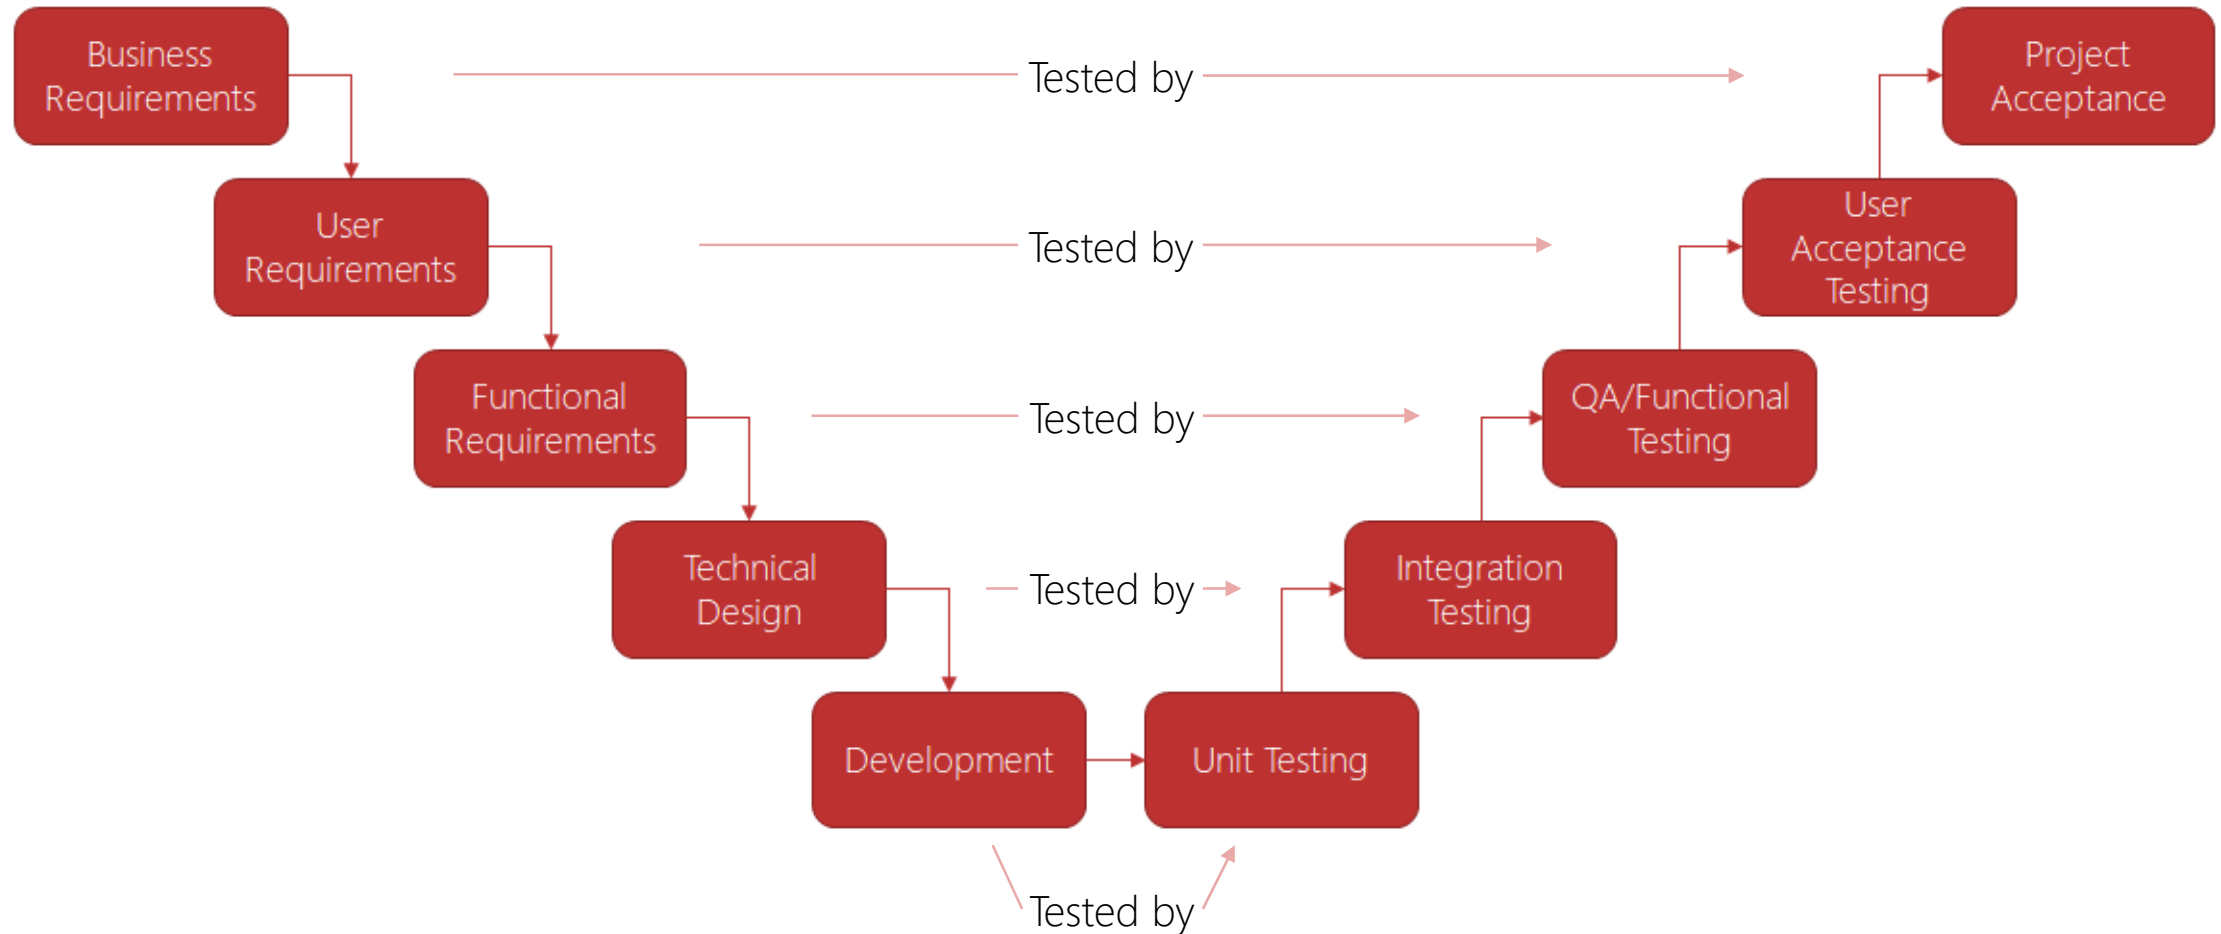 Business
Requirements
Tested by
Project
Acceptance
User
Requirements
Tested by
User
Acceptance
Testing
Functional
Requirements
Tested by
QA/Functional
Testing
Technical
Design
Tested by
Integration
Testing
Development
Unit Testing
Tested by